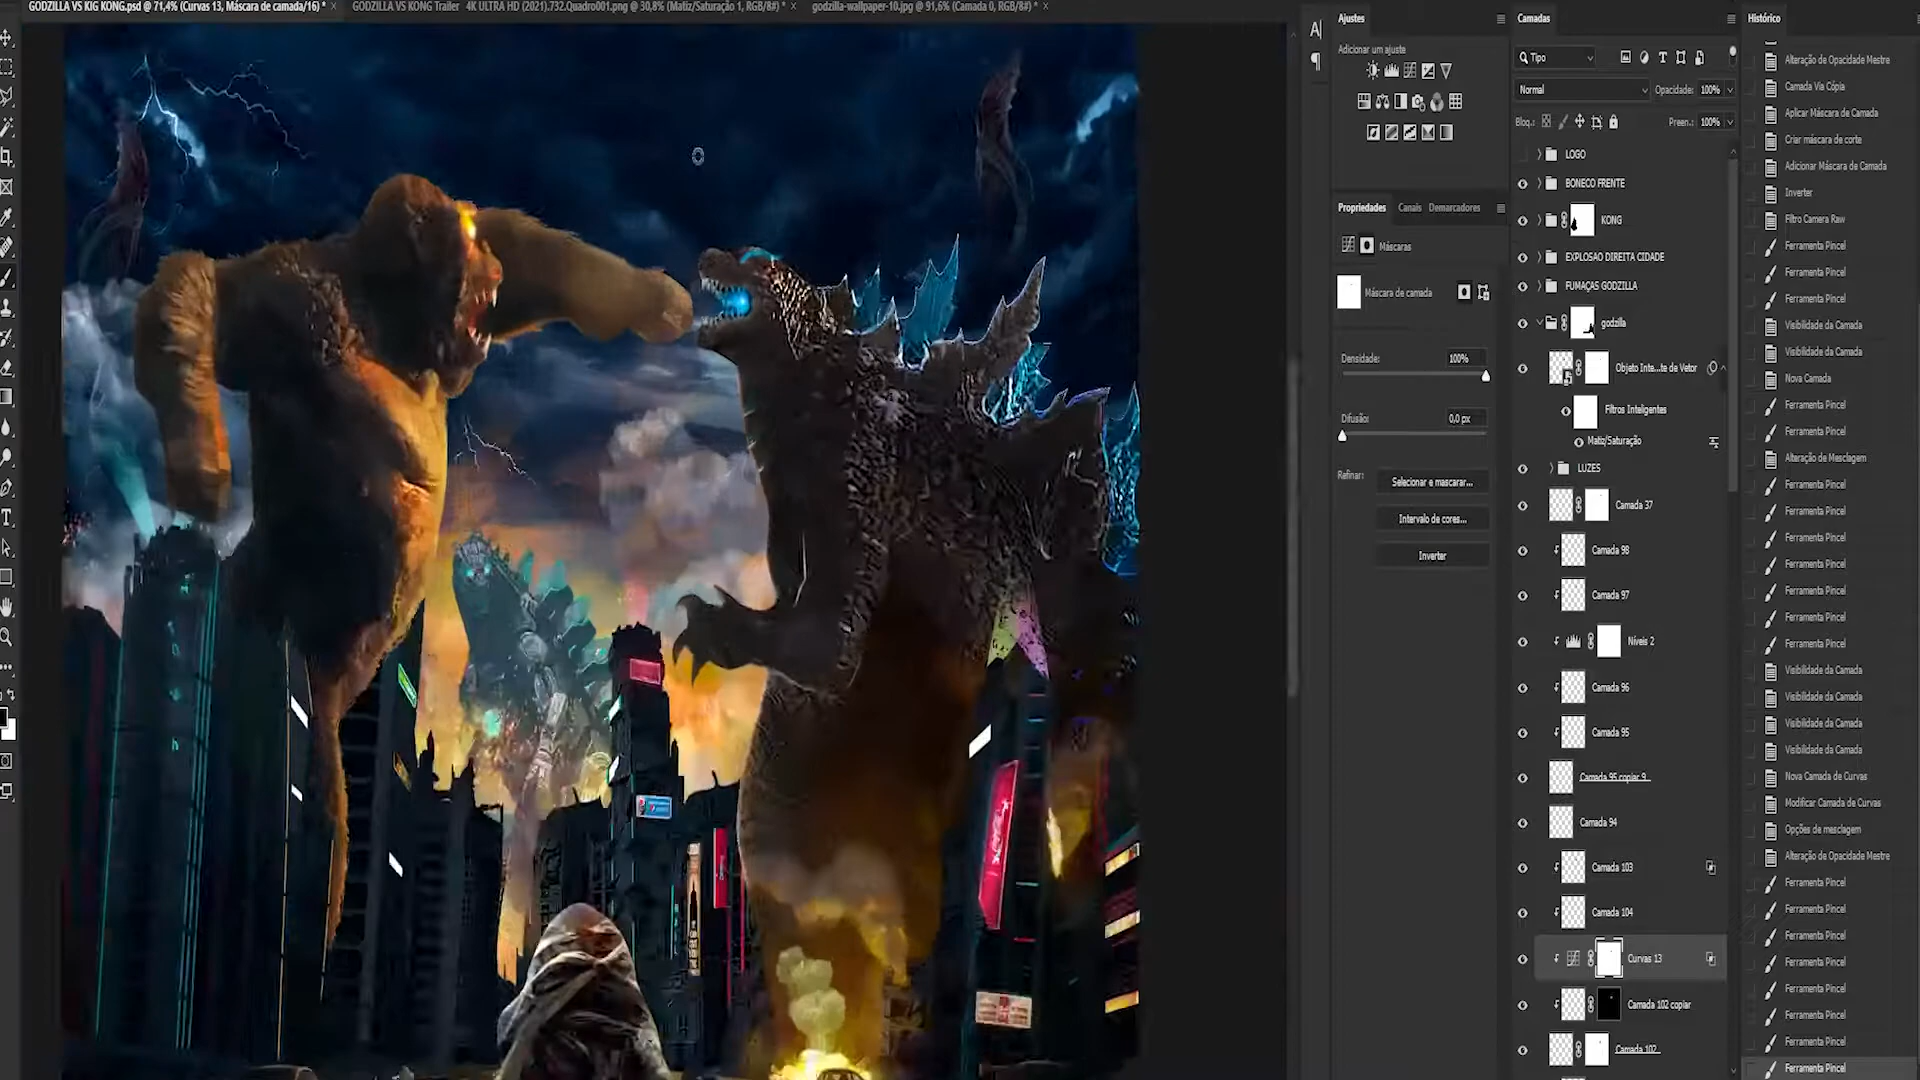 GODZILLA VS KIG KONG.psd @ 71,4% (Curvas 13, Máscara de camada/16) * ×
GODZILLA VS KONG Trailer 4K ULTRA HD (2021).732.Quadro001.png @ 30,8% (Matiz/Saturação 1, RGB/8#) * ×
godzilla-wallpaper-10.jpg @ 91,6% (Camada 0, RGB/8#) * ×
Ajustes
Adicionar um ajuste
Propriedades
Canais
Demarcadores
Máscaras
Máscara de camada
Densidade:
100%
Difusão:
0,0 px
Refinar:
Selecionar e mascarar...
Intervalo de cores...
Inverter
Camadas
Tipo
Normal
Opacidade:
100%
Bloq.:
Preen.:
100%
LOGO
BONECO FRENTE
KONG
EXPLOSAO DIREITA CIDADE
FUMAÇAS GODZILLA
godzilla
Objeto Inte...te de Vetor
Filtros Inteligentes
Matiz/Saturação
LUZES
Camada 37
Camada 98
Camada 97
Níveis 2
Camada 96
Camada 95
Camada 95 copiar 9...
Camada 94
Camada 103
Camada 104
Curvas 13
Camada 102 copiar
Camada 102
Histórico
Alteração de Opacidade Mestre
Camada Via Cópia
Aplicar Máscara de Camada
Criar máscara de corte
Adicionar Máscara de Camada
Inverter
Filtro Camera Raw
Ferramenta Pincel
Ferramenta Pincel
Ferramenta Pincel
Visibilidade da Camada
Visibilidade da Camada
Nova Camada
Ferramenta Pincel
Ferramenta Pincel
Alteração de Mesclagem
Ferramenta Pincel
Ferramenta Pincel
Ferramenta Pincel
Ferramenta Pincel
Ferramenta Pincel
Ferramenta Pincel
Ferramenta Pincel
Visibilidade da Camada
Visibilidade da Camada
Visibilidade da Camada
Visibilidade da Camada
Nova Camada de Curvas
Modificar Camada de Curvas
Opções de mesclagem
Alteração de Opacidade Mestre
Ferramenta Pincel
Ferramenta Pincel
Ferramenta Pincel
Ferramenta Pincel
Ferramenta Pincel
Ferramenta Pincel
Ferramenta Pincel
Ferramenta Pincel